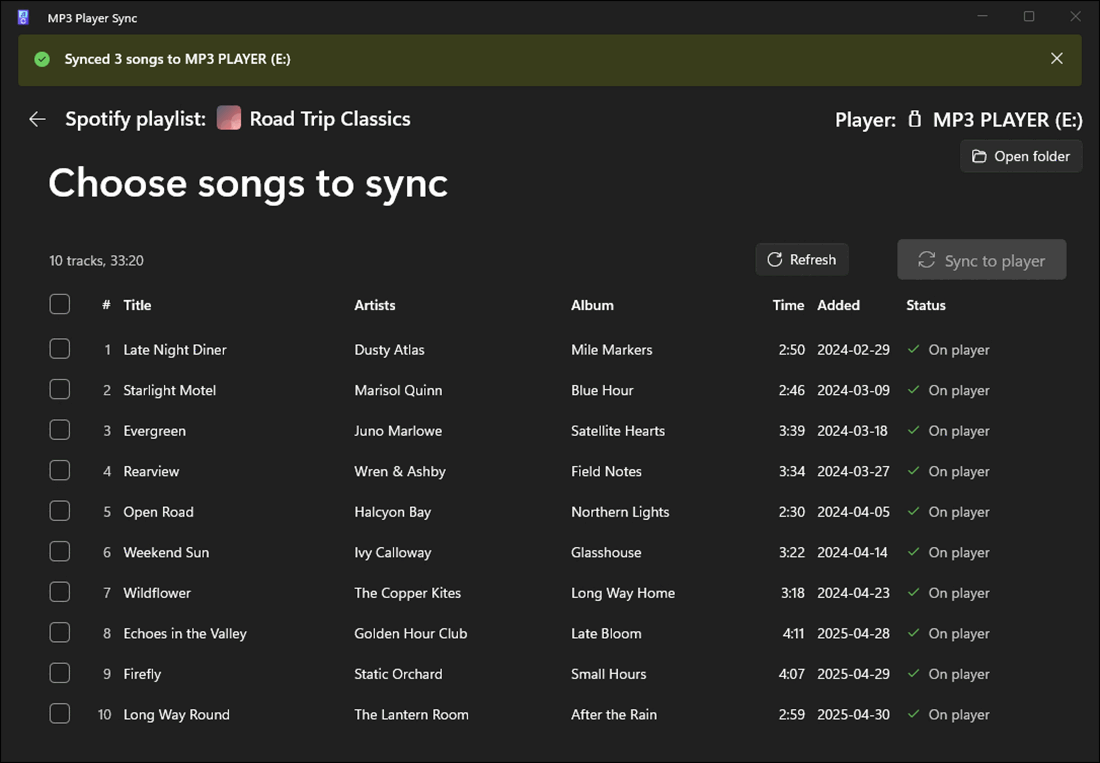 MP3 Player Sync
Synced 3 songs to MP3 PLAYER (E:)
Spotify playlist: Road Trip Classics
Player: MP3 PLAYER (E:)
Open folder
Choose songs to sync
10 tracks, 33:20
Refresh
Sync to player
# Title Artists Album Time Added Status
1 Late Night Diner Dusty Atlas Mile Markers 2:50 2024-02-29 On player
2 Starlight Motel Marisol Quinn Blue Hour 2:46 2024-03-09 On player
3 Evergreen Juno Marlowe Satellite Hearts 3:39 2024-03-18 On player
4 Rearview Wren & Ashby Field Notes 3:34 2024-03-27 On player
5 Open Road Halcyon Bay Northern Lights 2:30 2024-04-05 On player
6 Weekend Sun Ivy Calloway Glasshouse 3:22 2024-04-14 On player
7 Wildflower The Copper Kites Long Way Home 3:18 2024-04-23 On player
8 Echoes in the Valley Golden Hour Club Late Bloom 4:11 2025-04-28 On player
9 Firefly Static Orchard Small Hours 4:07 2025-04-29 On player
10 Long Way Round The Lantern Room After the Rain 2:59 2025-04-30 On player